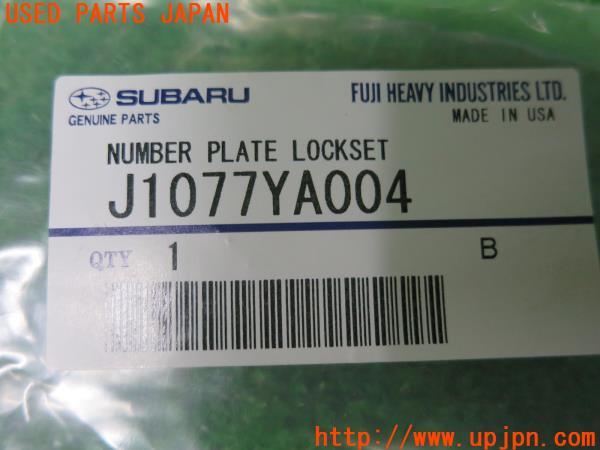 USED PARTS JAPAN
SUBARU
FUJI HEAVY INDUSTRIES LTD.
GENUINE PARTS
MADE IN USA
NUMBER PLATE LOCKSET
J1077YA004
QTY 1
B
http://www.upjpn.com/